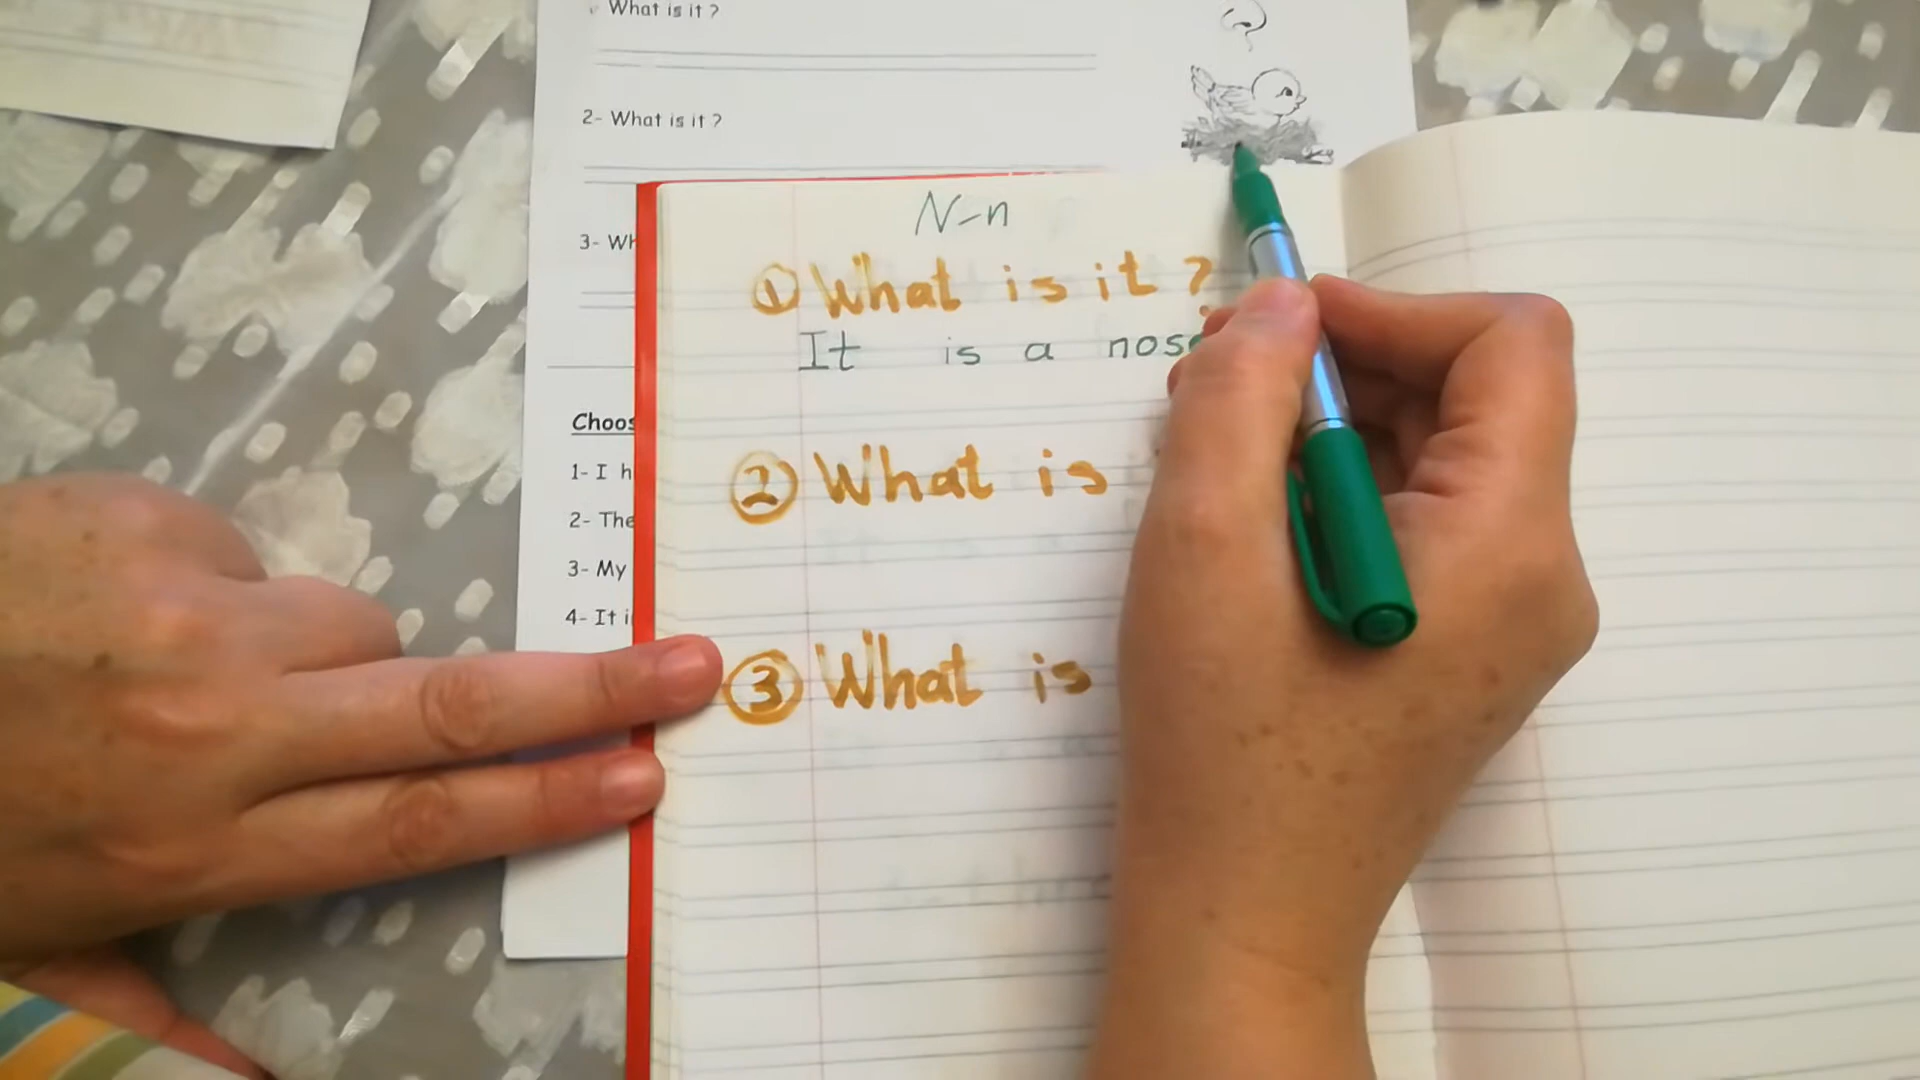 What is it ?
2- What is it ?
3- Wh
N-n
① What is it ?
It is a nose
② What is
③ What is
Choos
1- I h
2- The
3- My
4- It i